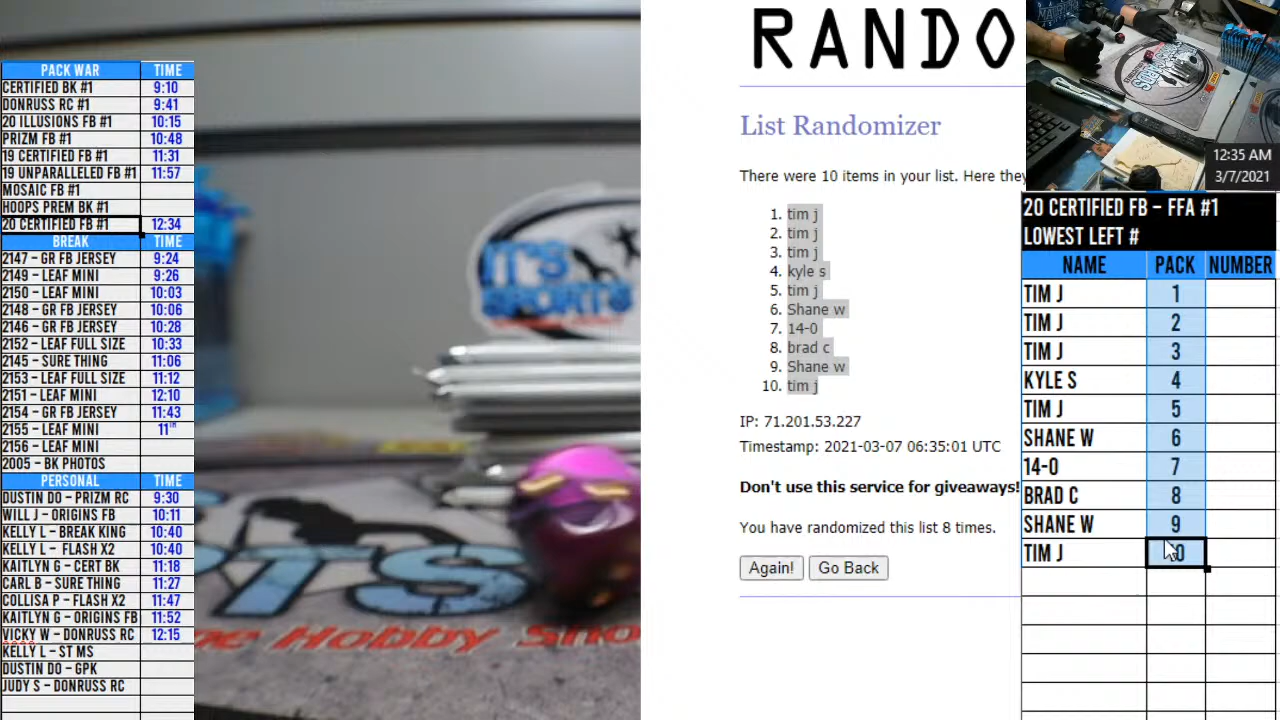 PACK WAR TIME
CERTIFIED BK #1 9:10
DONRUSS RC #1 9:41
20 ILLUSIONS FB #1 10:15
PRIZM FB #1 10:48
19 CERTIFIED FB #1 11:31
19 UNPARALLELED FB #1 11:57
MOSAIC FB #1
HOOPS PREM BK #1
20 CERTIFIED FB #1 12:34
BREAK TIME
2147 - GR FB JERSEY 9:24
2149 - LEAF MINI 9:26
2150 - LEAF MINI 10:03
2148 - GR FB JERSEY 10:06
2146 - GR FB JERSEY 10:28
2152 - LEAF FULL SIZE 10:33
2145 - SURE THING 11:06
2153 - LEAF FULL SIZE 11:12
2151 - LEAF MINI 12:10
2154 - GR FB JERSEY 11:43
2155 - LEAF MINI 11TH
2156 - LEAF MINI
2005 - BK PHOTOS
PERSONAL TIME
DUSTIN DO - PRIZM RC 9:30
WILL J - ORIGINS FB 10:11
KELLY L - BREAK KING 10:40
KELLY L - FLASH X2 10:40
KAITLYN G - CERT BK 11:18
CARL B - SURE THING 11:27
COLLISA P - FLASH X2 11:47
KAITLYN G - ORIGINS FB 11:52
VICKY W - DONRUSS RC 12:15
KELLY L - ST MS
DUSTIN DO - GPK
JUDY S - DONRUSS RC
IT'S
SPORTS
RTS
RANDO
List Randomizer
There were 10 items in your list. Here they
1. tim j
2. tim j
3. tim j
4. kyle s
5. tim j
6. Shane w
7. 14-0
8. brad c
9. Shane w
10. tim j
IP: 71.201.53.227
Timestamp: 2021-03-07 06:35:01 UTC
Don't use this service for giveaways!
You have randomized this list 8 times.
Again! Go Back
12:35 AM
3/7/2021
20 CERTIFIED FB - FFA #1
LOWEST LEFT #
NAME PACK NUMBER
TIM J 1
TIM J 2
TIM J 3
KYLE S 4
TIM J 5
SHANE W 6
14-0 7
BRAD C 8
SHANE W 9
TIM J 10